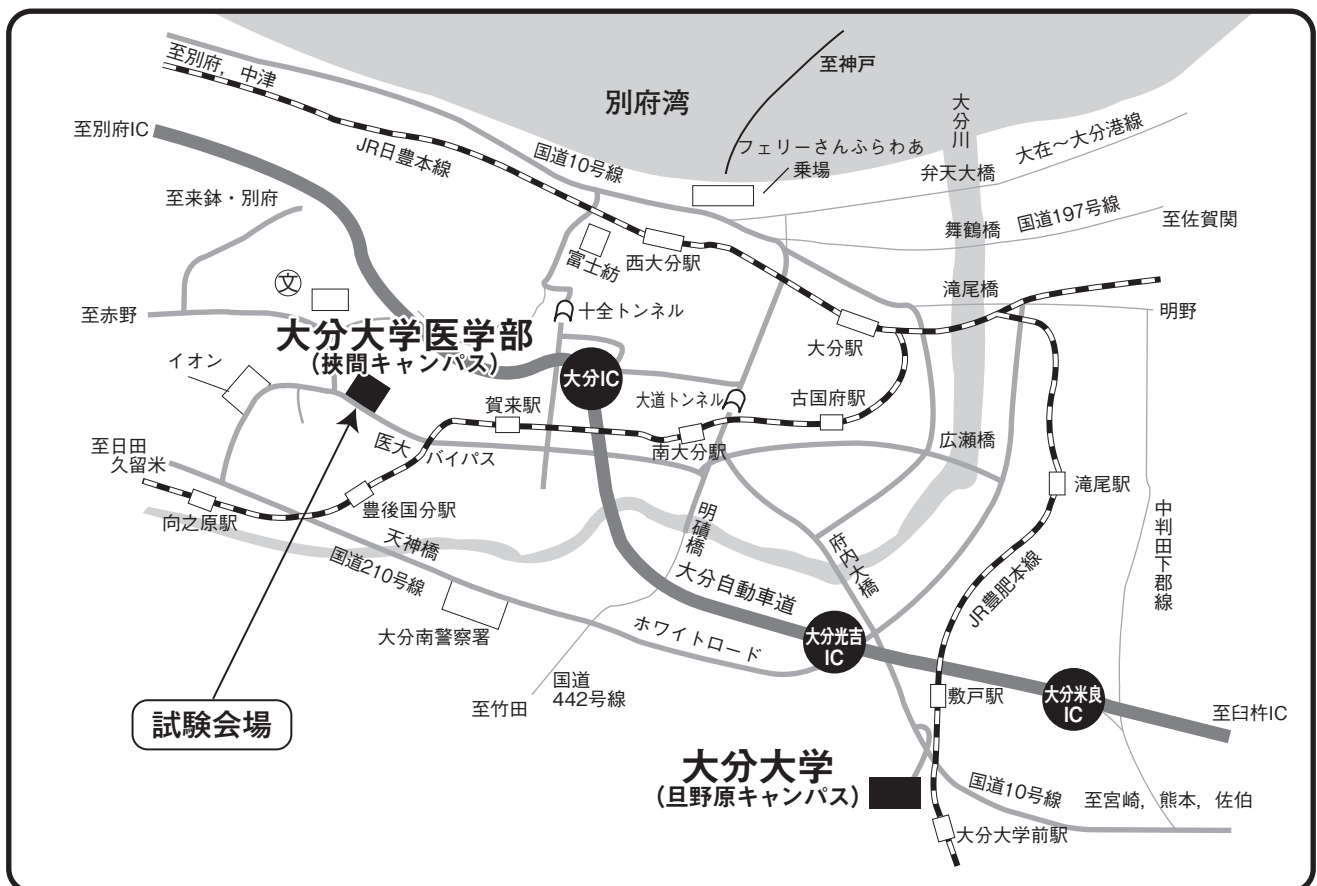 至別府，中津
至神戸
別府湾
大分川
至別府IC
JR日豊本線
国道10号線
フェリーさんふらわあ
乗場
大在～大分港線
弁天大橋
至来鉢・別府
舞鶴橋
国道197号線
至佐賀関
富士紡
西大分駅
文
滝尾橋
至赤野
十全トンネル
明野
大分大学医学部
（挾間キャンパス）
大分駅
イオン
大分IC
大道トンネル
古国府駅
賀来駅
至日田
久留米
医大
バイパス
南大分駅
広瀬橋
滝尾駅
向之原駅
豊後国分駅
明磧橋
中判田下郡線
天神橋
国道210号線
府内大橋
大分自動車道
JR豊肥本線
大分南警察署
ホワイトロード
大分光吉
IC
国道
442号線
至竹田
敷戸駅
大分米良
IC
至臼杵IC
試験会場
大分大学
（旦野原キャンパス）
国道10号線
至宮崎，熊本，佐伯
大分大学前駅